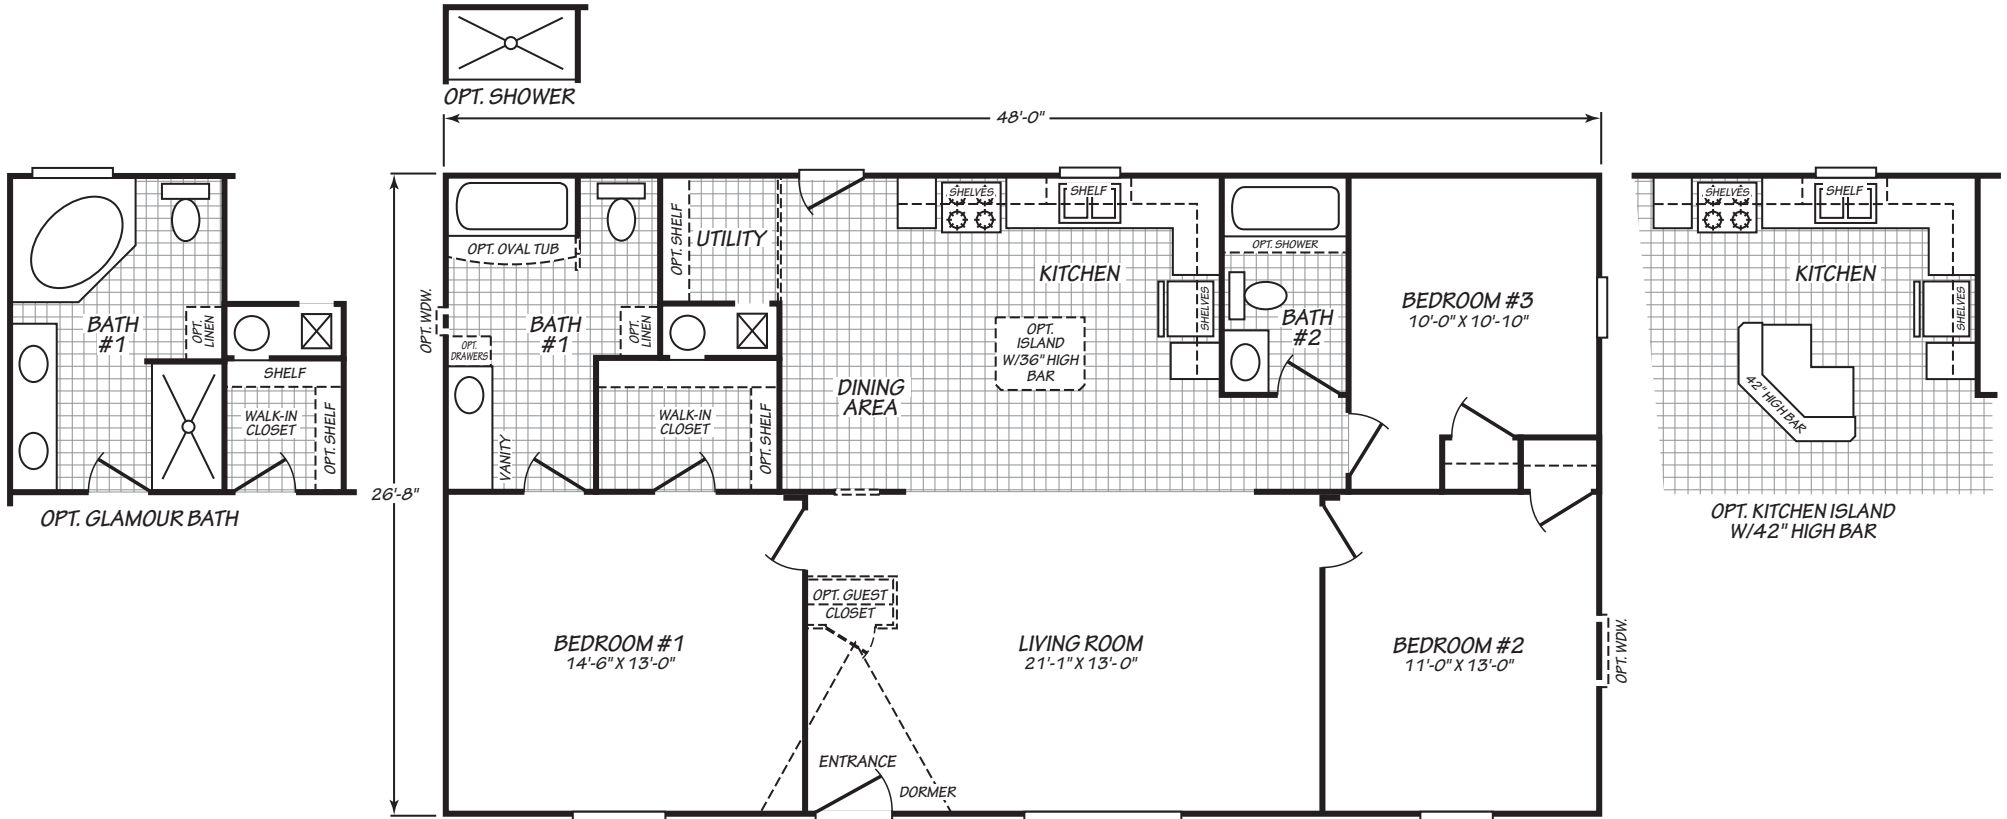 OPT. SHOWER
48'-0"
26'-8"
BATH
#1
OPT.
LINEN
SHELF
WALK-IN
CLOSET
OPT. SHELF
OPT. GLAMOUR BATH
OPT. OVAL TUB
OPT. WDW.
OPT.
DRAWERS
BATH
#1
OPT.
LINEN
VANITY
OPT. SHELF
UTILITY
WALK-IN
CLOSET
OPT. SHELF
DINING
AREA
SHELVES
SHELF
KITCHEN
SHELVES
OPT.
ISLAND
W/36" HIGH
BAR
OPT. SHOWER
BATH
#2
BEDROOM #3
10'-0" X 10'-10"
BEDROOM #1
14'-6" X 13'-0"
OPT. GUEST
CLOSET
ENTRANCE
DORMER
LIVING ROOM
21'-1" X 13'-0"
BEDROOM #2
11'-0" X 13'-0"
OPT. WDW.
SHELVES
SHELF
KITCHEN
SHELVES
42" HIGH BAR
OPT. KITCHEN ISLAND
W/42" HIGH BAR